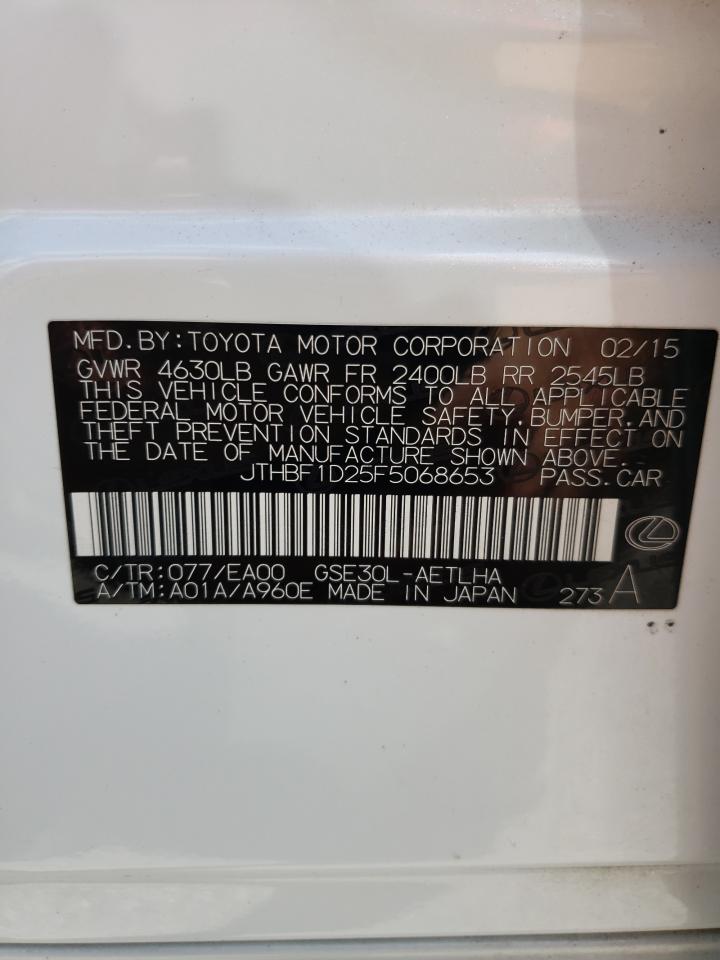 MFD.BY:TOYOTA MOTOR CORPORATION 02/15
GVWR 4630LB GAWR FR 2400LB RR 2545LB
THIS VEHICLE CONFORMS TO ALL APPLICABLE
FEDERAL MOTOR VEHICLE SAFETY,BUMPER,AND
THEFT PREVENTION STANDARDS IN EFFECT ON
THE DATE OF MANUFACTURE SHOWN ABOVE.
JTHBF1D25F5068653 PASS.CAR
C/TR:077/EA00 GSE30L-AETLHA
A/TM:A01A/A960E MADE IN JAPAN 273 A